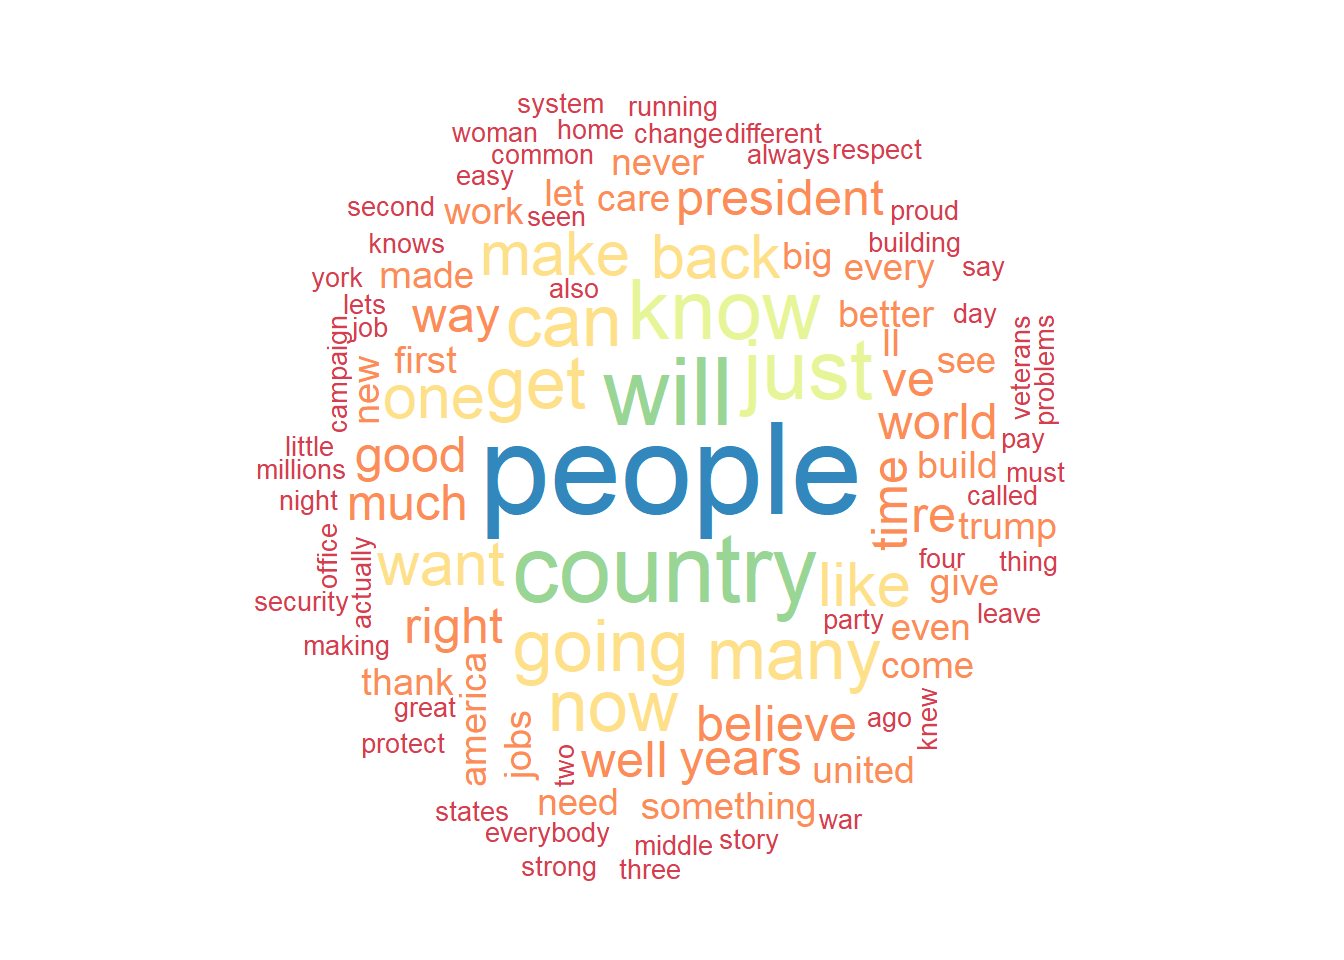 system
running
woman
home
change
different
common
never
always
respect
easy
let
care
president
second
work
seen
proud
knows
make
back
big
building
every
say
york
made
also
know
lets
job
way
can
better
day
campaign
new
first
ll
see
veterans
problems
one
get
will
just
ve
world
pay
little
good
people
time
build
must
millions
night
much
re
called
trump
office
actually
want
country
like
four
thing
security
give
making
right
going
many
party
even
leave
thank
america
come
great
now
believe
ago
knew
protect
jobs
two
well
years
united
states
need
something
war
everybody
middle
story
strong
three